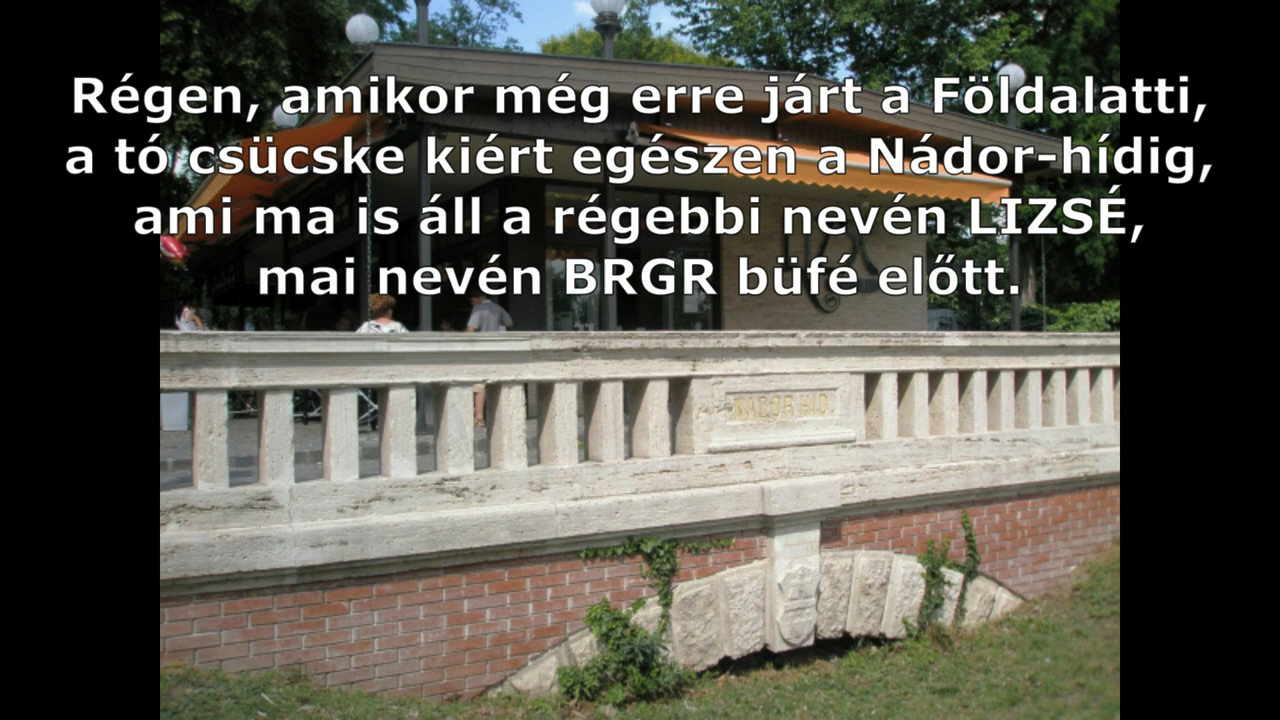 Régen, amikor még erre járt a Földalatti,
a tó csücske kiért egészen a Nádor-hídig,
ami ma is áll a régebbi nevén LIZSÉ,
mai nevén BRGR büfé előtt.
NÁDOR HÍD.